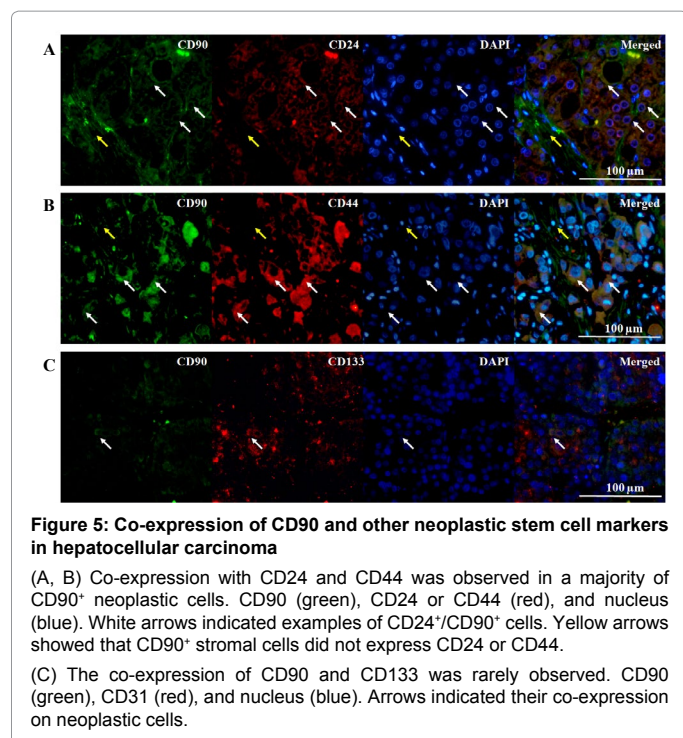 A CD90 CD24 DAPI Merged
100 µm
B CD90 CD44 DAPI Merged
100 µm
C CD90 CD133 DAPI Merged
100 µm
Figure 5: Co-expression of CD90 and other neoplastic stem cell markers
in hepatocellular carcinoma
(A, B) Co-expression with CD24 and CD44 was observed in a majority of
CD90⁺ neoplastic cells. CD90 (green), CD24 or CD44 (red), and nucleus
(blue). White arrows indicated examples of CD24⁺/CD90⁺ cells. Yellow arrows
showed that CD90⁺ stromal cells did not express CD24 or CD44.
(C) The co-expression of CD90 and CD133 was rarely observed. CD90
(green), CD31 (red), and nucleus (blue). Arrows indicated their co-expression
on neoplastic cells.